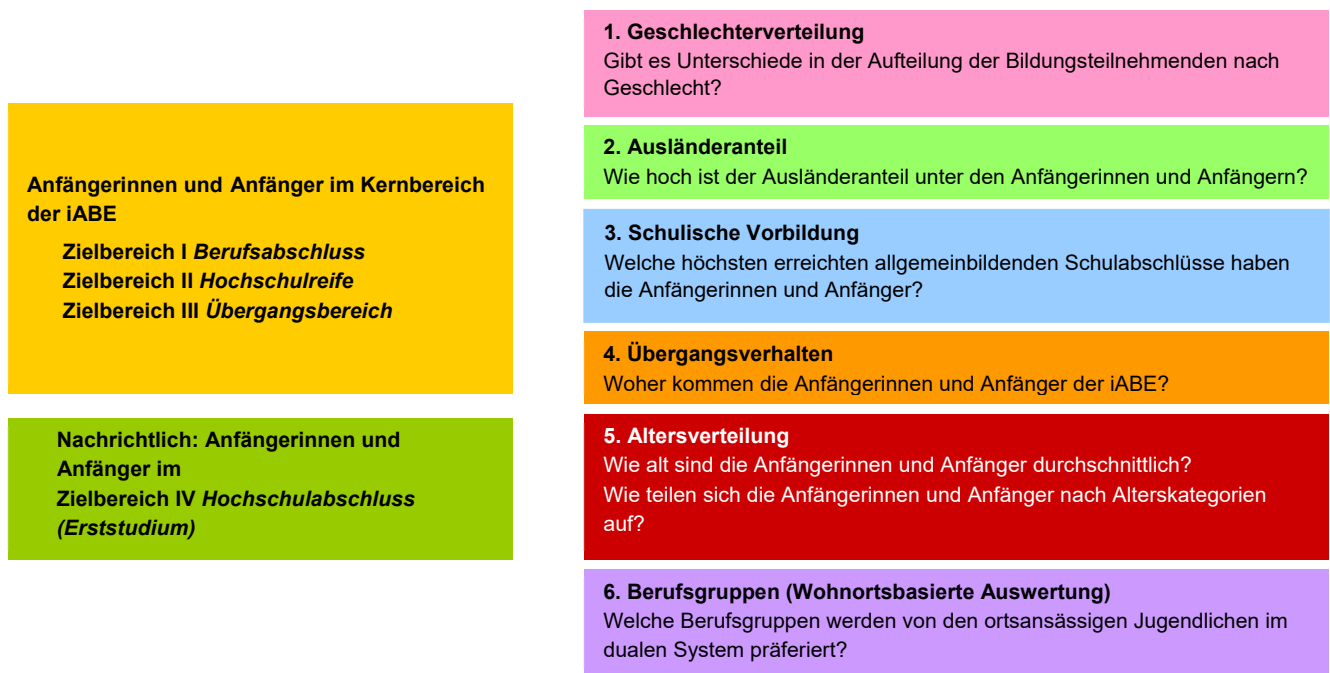 Anfängerinnen und Anfänger im Kernbereich
der iABE
Zielbereich I Berufsabschluss
Zielbereich II Hochschulreife
Zielbereich III Übergangsbereich
Nachrichtlich: Anfängerinnen und
Anfänger im
Zielbereich IV Hochschulabschluss
(Erststudium)
1. Geschlechterverteilung
Gibt es Unterschiede in der Aufteilung der Bildungsteilnehmenden nach
Geschlecht?
2. Ausländeranteil
Wie hoch ist der Ausländeranteil unter den Anfängerinnen und Anfängern?
3. Schulische Vorbildung
Welche höchsten erreichten allgemeinbildenden Schulabschlüsse haben
die Anfängerinnen und Anfänger?
4. Übergangsverhalten
Woher kommen die Anfängerinnen und Anfänger der iABE?
5. Altersverteilung
Wie alt sind die Anfängerinnen und Anfänger durchschnittlich?
Wie teilen sich die Anfängerinnen und Anfänger nach Alterskategorien
auf?
6. Berufsgruppen (Wohnortsbasierte Auswertung)
Welche Berufsgruppen werden von den ortsansässigen Jugendlichen im
dualen System präferiert?